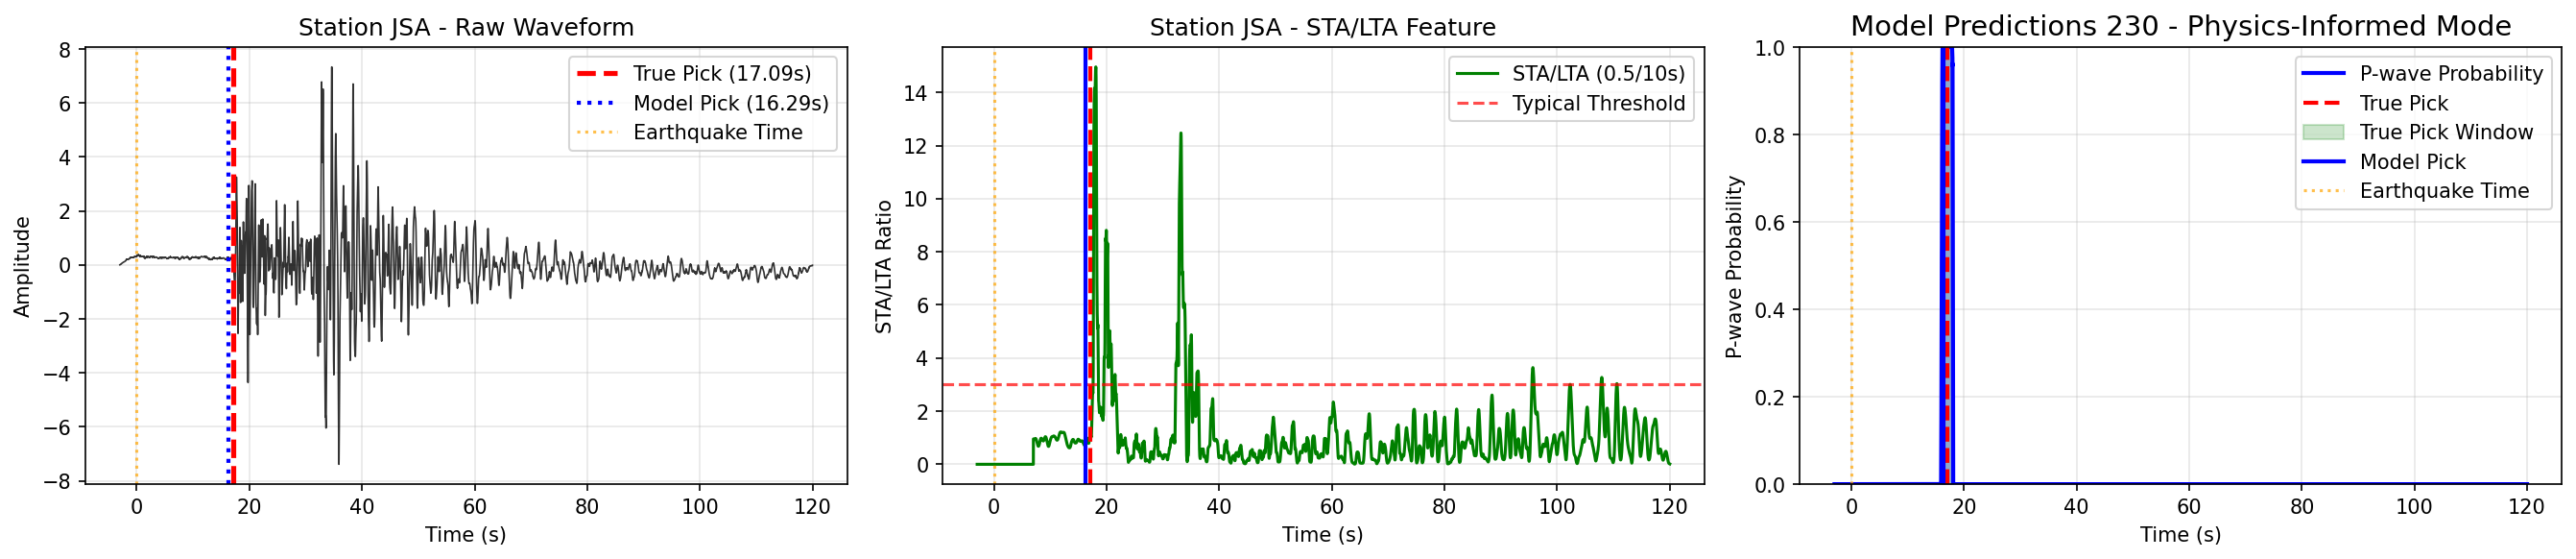 Station JSA - Raw Waveform
Amplitude
8
6
4
2
0
−2
−4
−6
−8
0 20 40 60 80 100 120
Time (s)
True Pick (17.09s)
Model Pick (16.29s)
Earthquake Time
Station JSA - STA/LTA Feature
STA/LTA Ratio
14
12
10
8
6
4
2
0
0 20 40 60 80 100 120
Time (s)
STA/LTA (0.5/10s)
Typical Threshold
Model Predictions 230 - Physics-Informed Mode
P-wave Probability
1.0
0.8
0.6
0.4
0.2
0.0
0 20 40 60 80 100 120
Time (s)
P-wave Probability
True Pick
True Pick Window
Model Pick
Earthquake Time